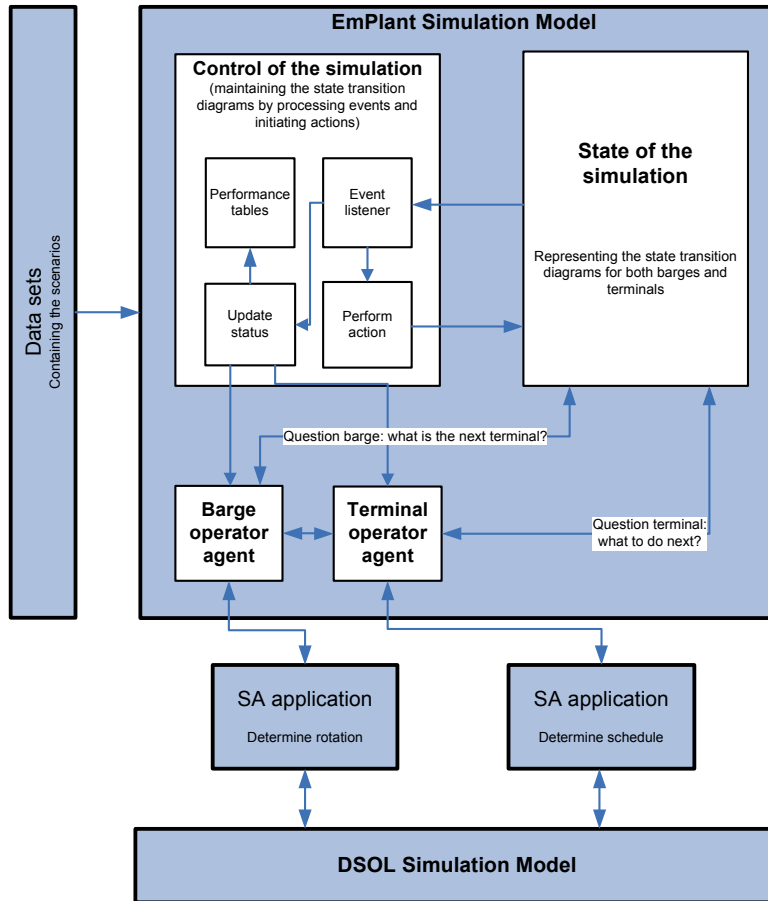 EmPlant Simulation Model
Data sets
Containing the scenarios
Control of the simulation
(maintaining the state transition
diagrams by processing events and
initiating actions)
Performance
tables
Event
listener
Update
status
Perform
action
State of the
simulation
Representing the state transition
diagrams for both barges and
terminals
Question barge: what is the next terminal?
Barge
operator
agent
Terminal
operator
agent
Question terminal:
what to do next?
SA application
Determine rotation
SA application
Determine schedule
DSOL Simulation Model